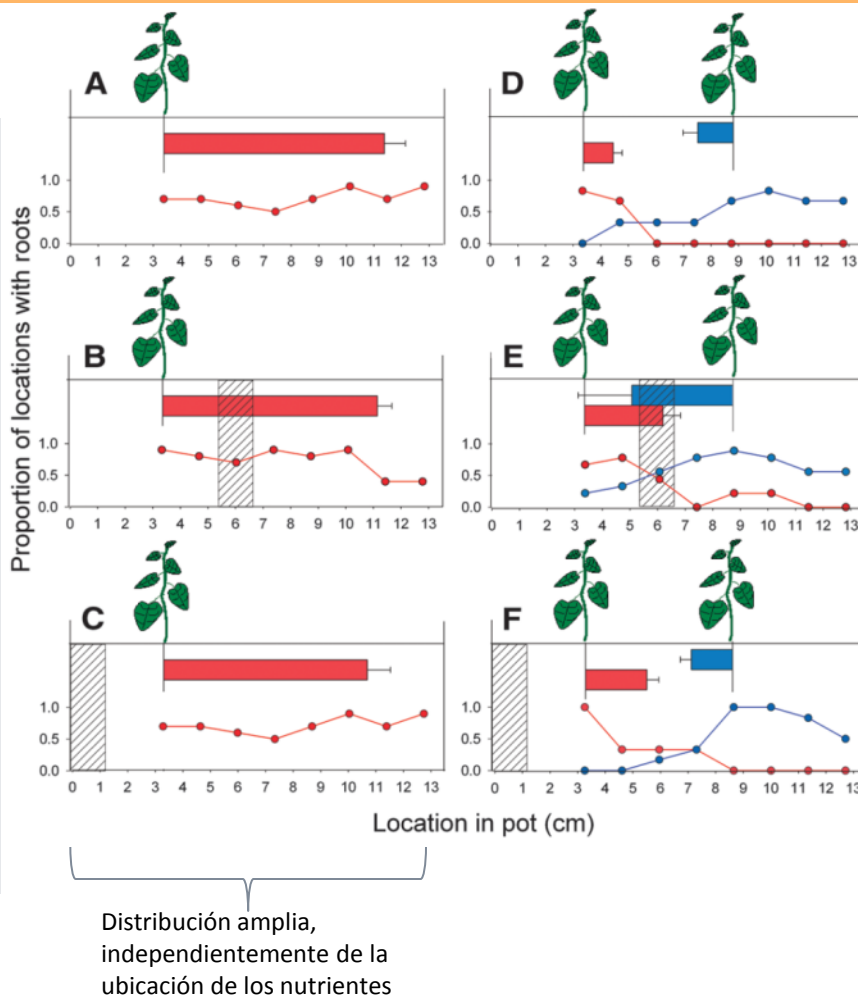 A
D
1.0
0.5
0.0
0 1 2 3 4 5 6 7 8 9 10 11 12 13
0 1 2 3 4 5 6 7 8 9 10 11 12 13
B
E
1.0
0.5
0.0
1.0
0.5
0.0
0 1 2 3 4 5 6 7 8 9 10 11 12 13
0 1 2 3 4 5 6 7 8 9 10 11 12 13
C
F
1.0
0.5
0.0
1.0
0.5
0.0
0 1 2 3 4 5 6 7 8 9 10 11 12 13
0 1 2 3 4 5 6 7 8 9 10 11 12 13
1.0
0.5
0.0
Proportion of locations with roots
Location in pot (cm)
Distribución amplia,
independientemente de la
ubicación de los nutrientes